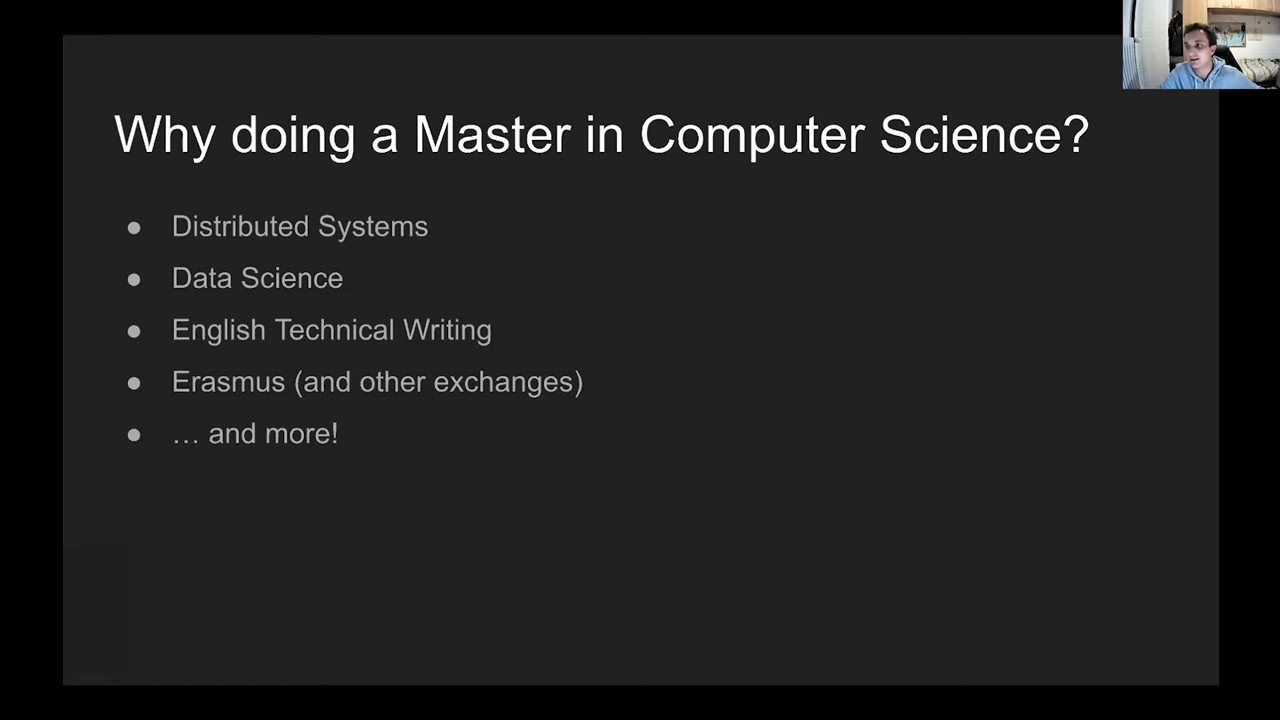 Why doing a Master in Computer Science?
● Distributed Systems
● Data Science
● English Technical Writing
● Erasmus (and other exchanges)
● … and more!